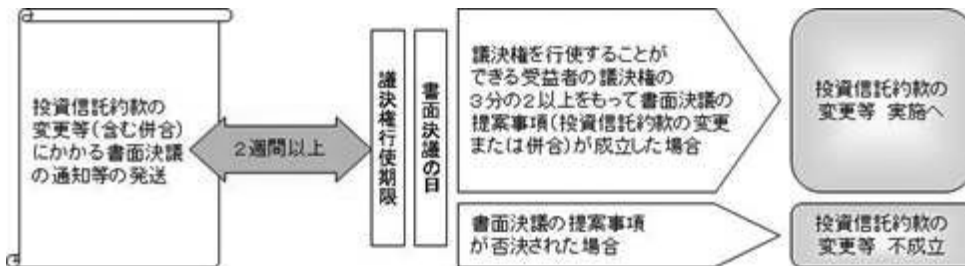 投資信託約款の
変更等(含む併合)
にかかる書面決議
の通知等の発送
2週間以上
議決権行使期限
書面決議の日
議決権を行使することが
できる受益者の議決権の
3分の2以上をもって書面決議の
提案事項(投資信託約款の変更
または併合)が成立した場合
投資信託約款の
変更等 実施へ
書面決議の提案事項
が否決された場合
投資信託約款の
変更等 不成立